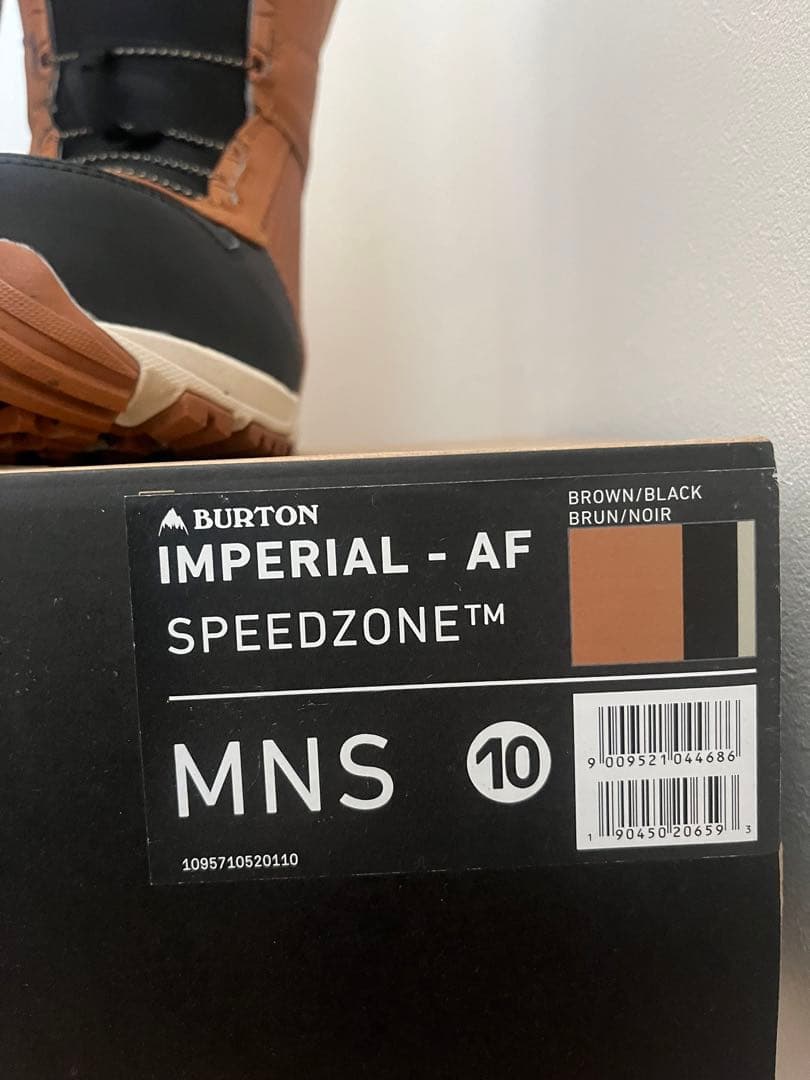 BURTON
IMPERIAL - AF
SPEEDZONE™
BROWN/BLACK
BRUN/NOIR
MNS
10
9 009521 044686
1 90450 20659 3
1095710520110